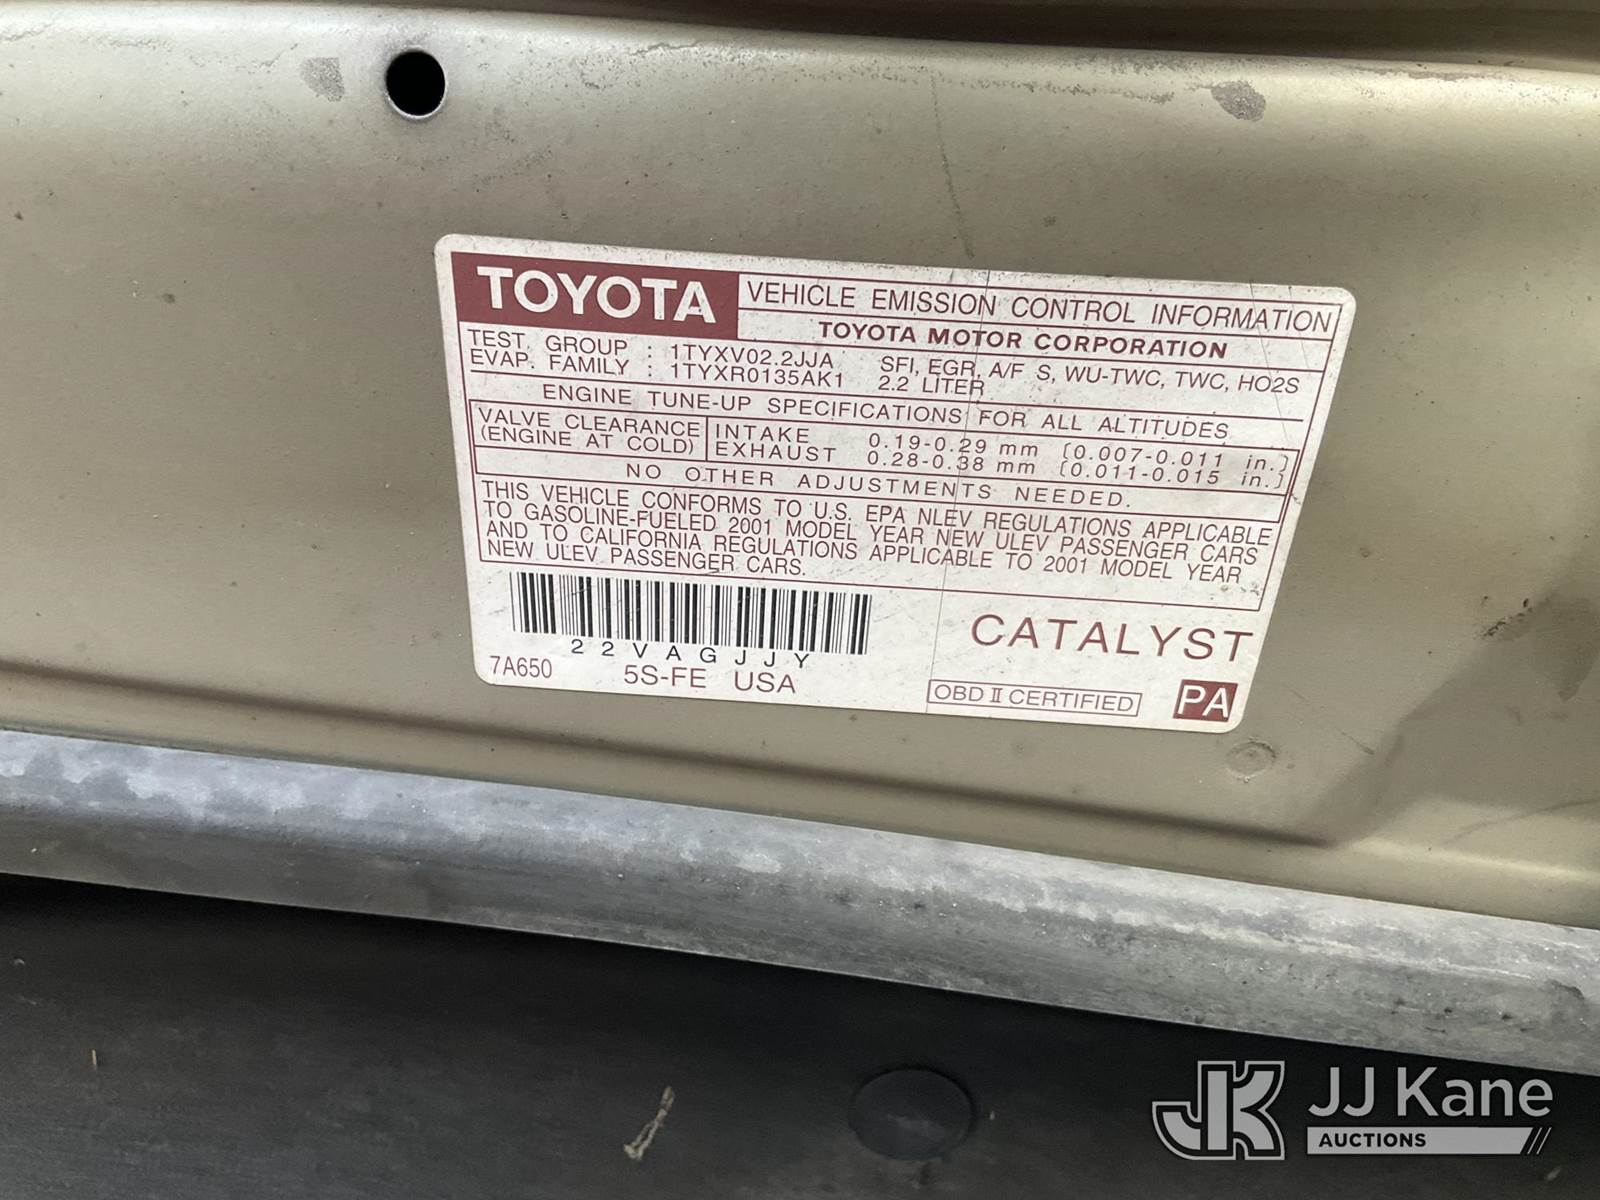 TOYOTA VEHICLE EMISSION CONTROL INFORMATION
TOYOTA MOTOR CORPORATION
TEST. GROUP : 1TYXV02.2JJA SFI, EGR, A/F S, WU-TWC, TWC, HO2S
EVAP. FAMILY : 1TYXR0135AK1 2.2 LITER
ENGINE TUNE-UP SPECIFICATIONS FOR ALL ALTITUDES
VALVE CLEARANCE INTAKE 0.19-0.29 mm (0.007-0.011 in.)
(ENGINE AT COLD) EXHAUST 0.28-0.38 mm (0.011-0.015 in.)
NO OTHER ADJUSTMENTS NEEDED.
THIS VEHICLE CONFORMS TO U.S. EPA NLEV REGULATIONS APPLICABLE
TO GASOLINE-FUELED 2001 MODEL YEAR NEW ULEV PASSENGER CARS
AND TO CALIFORNIA REGULATIONS APPLICABLE TO 2001 MODEL YEAR
NEW ULEV PASSENGER CARS.
22VAGJJY
CATALYST
7A650 5S-FE USA
OBD II CERTIFIED PA
JK JJ Kane
AUCTIONS